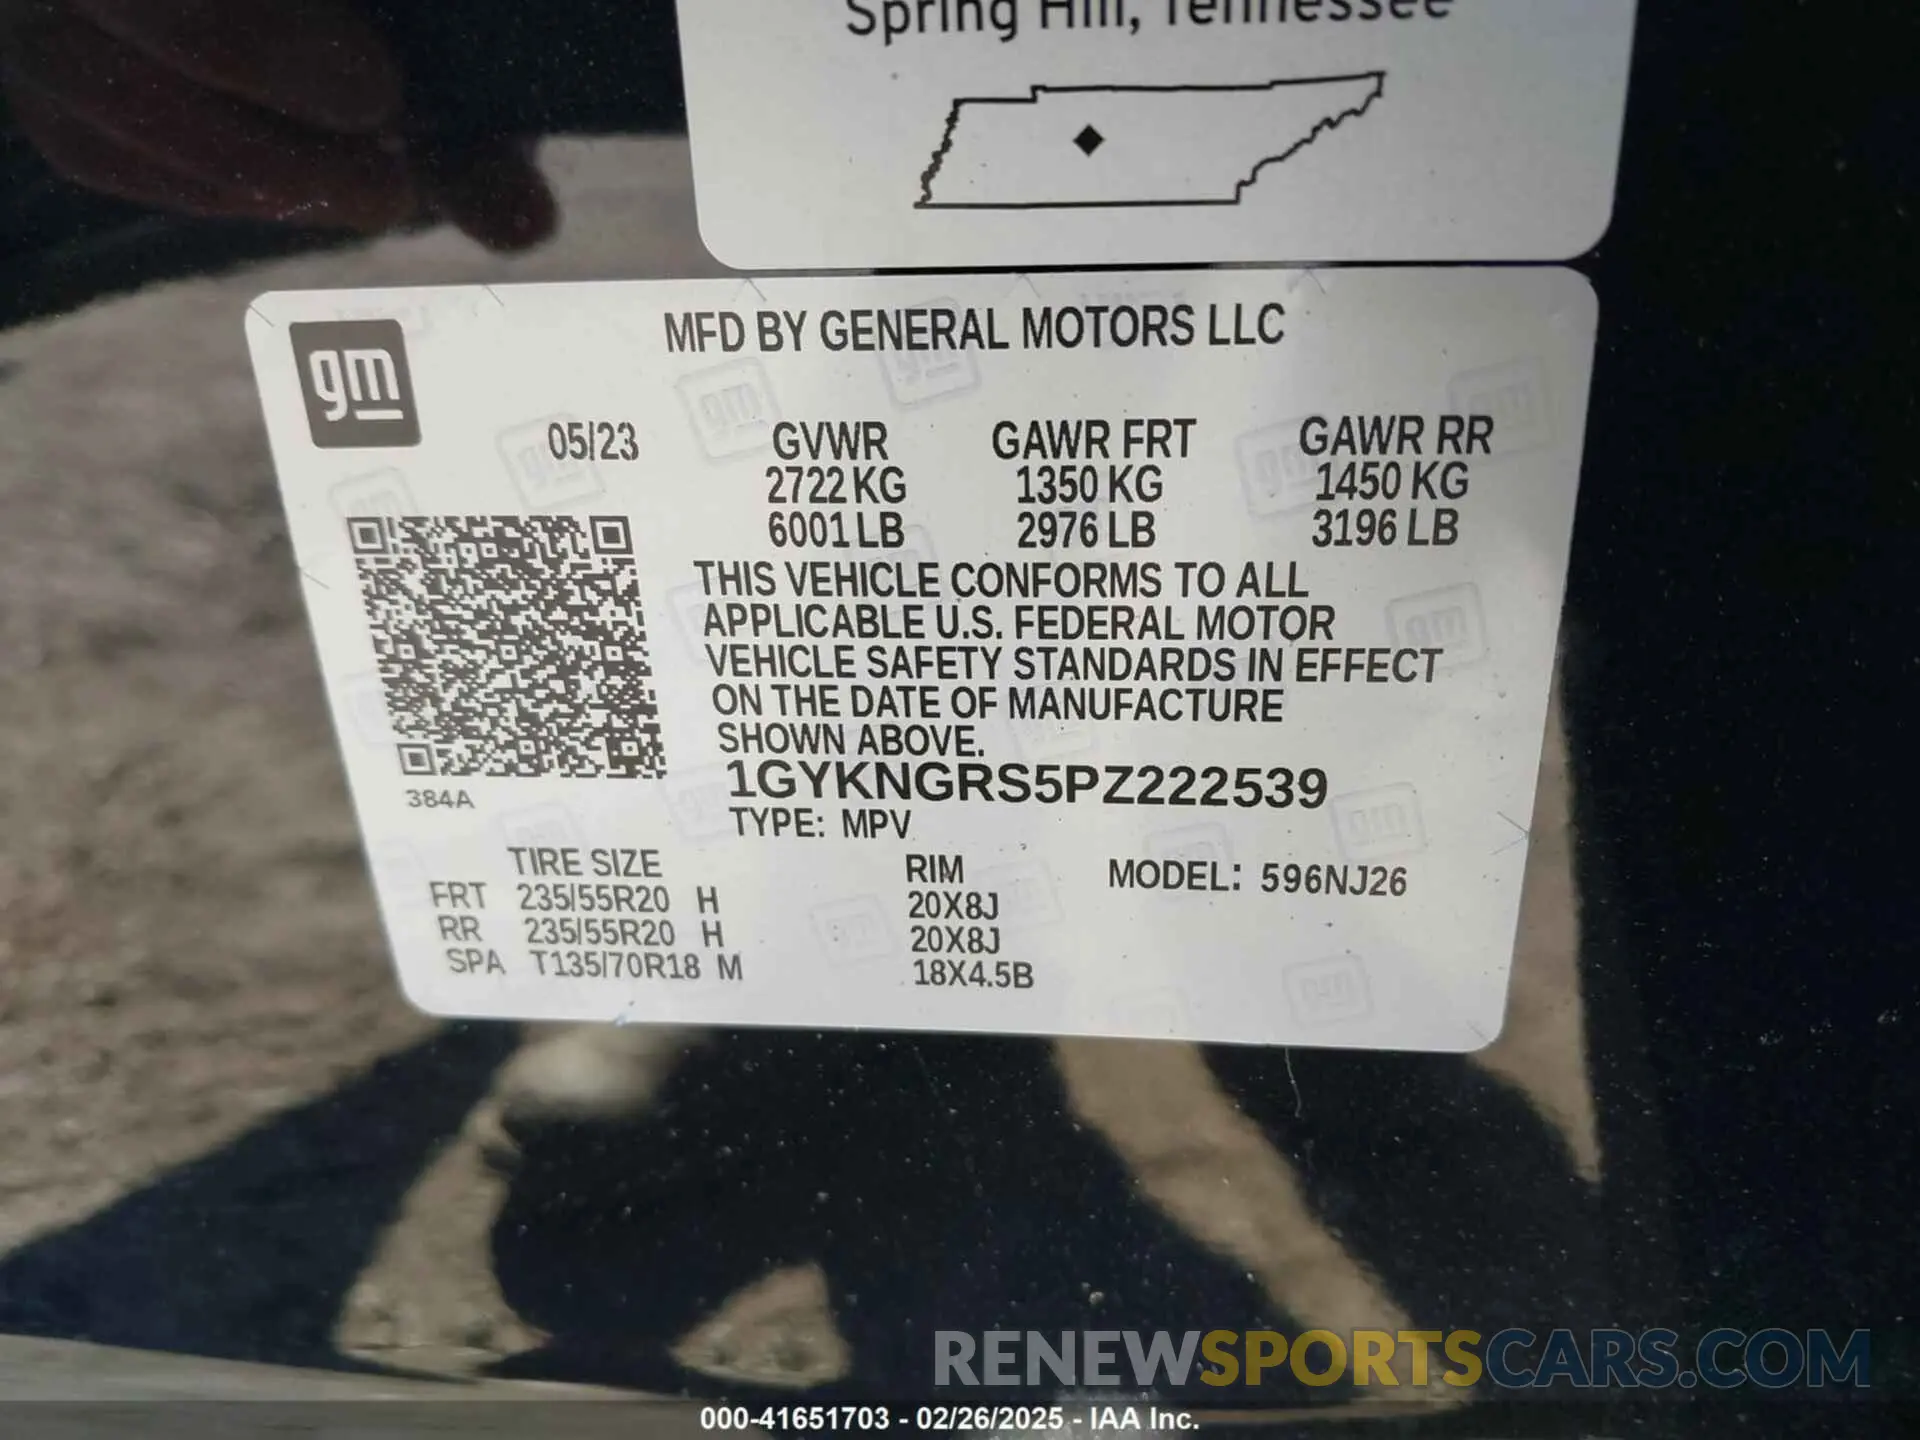 Spring Hill, Tennessee
gm
MFD BY GENERAL MOTORS LLC
05/23 GVWR GAWR FRT GAWR RR
2722 KG 1350 KG 1450 KG
6001 LB 2976 LB 3196 LB
THIS VEHICLE CONFORMS TO ALL
APPLICABLE U.S. FEDERAL MOTOR
VEHICLE SAFETY STANDARDS IN EFFECT
ON THE DATE OF MANUFACTURE
SHOWN ABOVE.
384A
1GYKNGRS5PZ222539
TYPE: MPV
TIRE SIZE RIM MODEL: 596NJ26
FRT 235/55R20 H 20X8J
RR 235/55R20 H 20X8J
SPA T135/70R18 M 18X4.5B
RENEWSPORTSCARS.COM
000-41651703 - 02/26/2025 - IAA Inc.